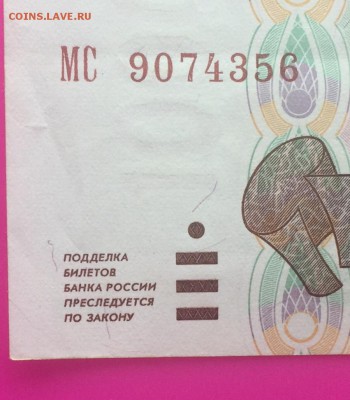 COINS.LAVE.RU
МС 9074356
ПОДДЕЛКА
БИЛЕТОВ
БАНКА РОССИИ
ПРЕСЛЕДУЕТСЯ
ПО ЗАКОНУ